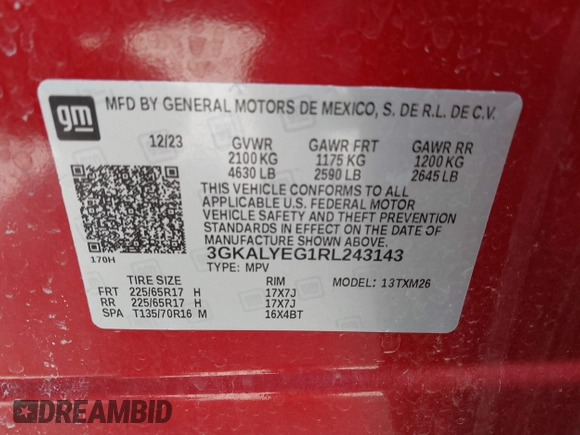 gm
MFD BY GENERAL MOTORS DE MEXICO, S. DE R.L. DE C.V.
12/23 GVWR GAWR FRT GAWR RR
2100 KG 1175 KG 1200 KG
4630 LB 2590 LB 2645 LB
THIS VEHICLE CONFORMS TO ALL
APPLICABLE U.S. FEDERAL MOTOR
VEHICLE SAFETY AND THEFT PREVENTION
STANDARDS IN EFFECT ON THE DATE OF
MANUFACTURE SHOWN ABOVE.
170H 3GKALYEG1RL243143
TYPE: MPV MODEL: 13TXM26
TIRE SIZE RIM
FRT 225/65R17 H 17X7J
RR 225/65R17 H 17X7J
SPA T135/70R16 M 16X4BT
DREAMBID